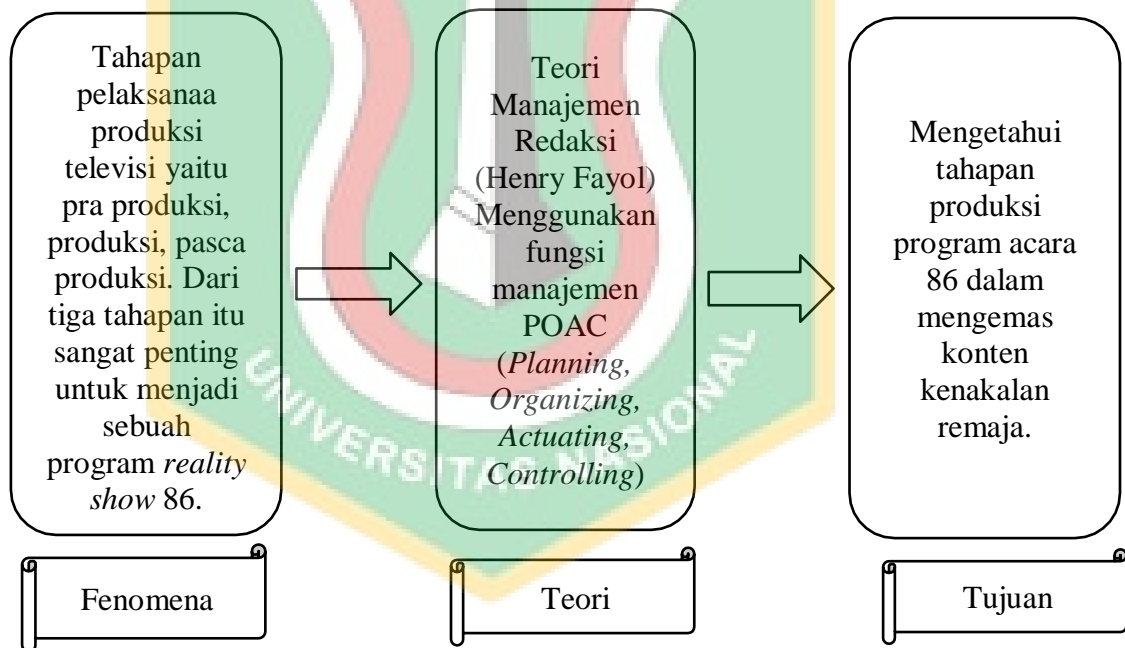 Tahapan
pelaksanaa
produksi
televisi yaitu
pra produksi,
produksi, pasca
produksi. Dari
tiga tahapan itu
sangat penting
untuk menjadi
sebuah
program reality
show 86.
Teori
Manajemen
Redaksi
(Henry Fayol)
Menggunakan
fungsi
manajemen
POAC
(Planning,
Organizing,
Actuating,
Controlling)
Mengetahui
tahapan
produksi
program acara
86 dalam
mengemas
konten
kenakalan
remaja.
UNIVERSITAS NASIONAL
Fenomena
Teori
Tujuan